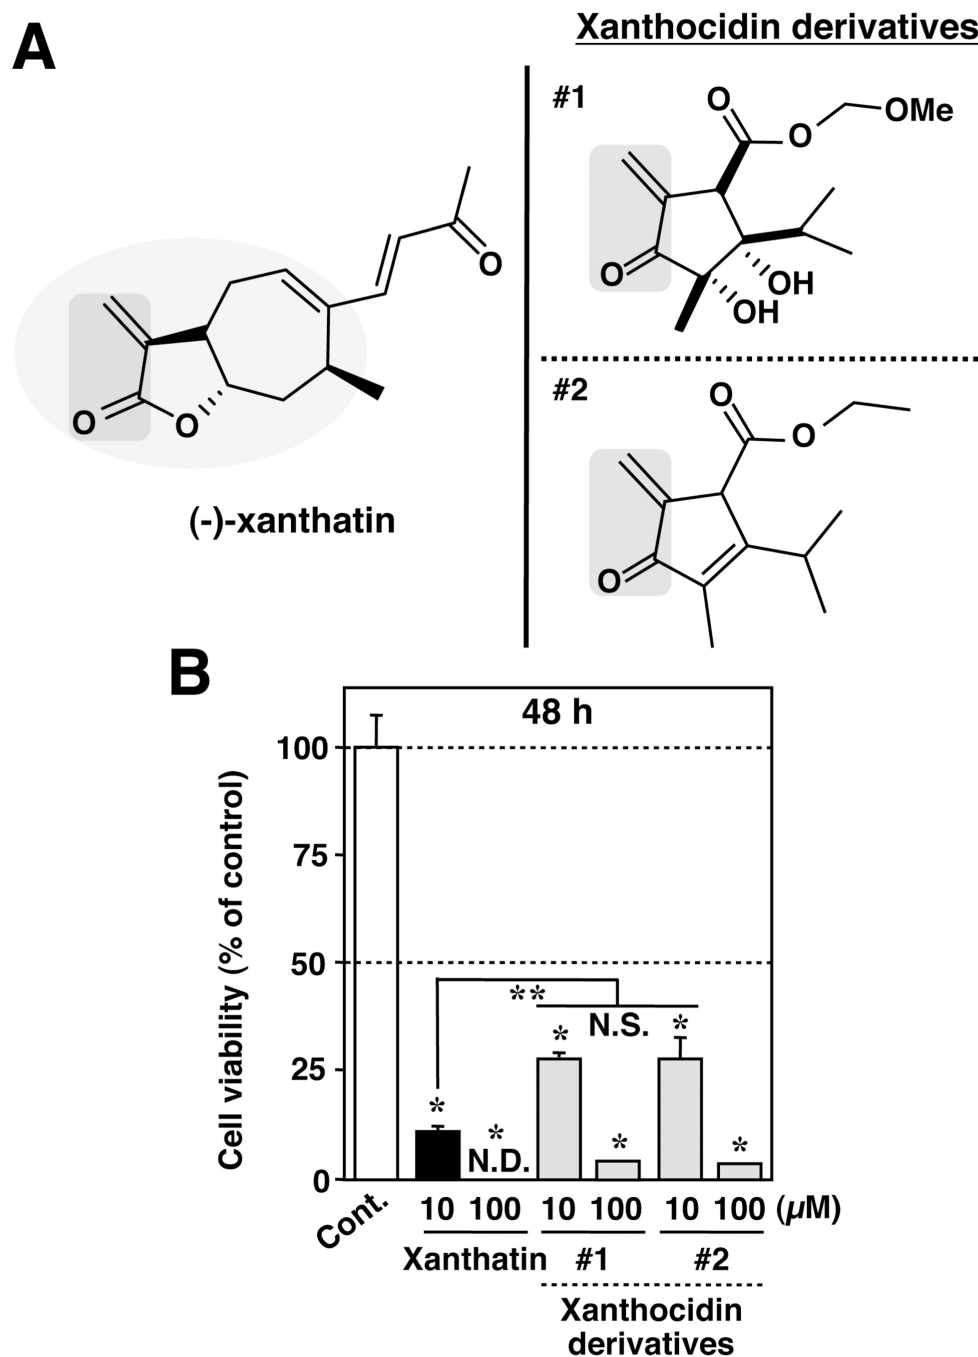 A
Xanthocidin derivatives
#1
O
O
OMe
O
OH
OH
O
O
O
(-)-xanthatin
#2
O
O
O
B
48 h
Cell viability (% of control)
100
75
50
25
0
**
N.S.
*
*
*
*
N.D.
*
*
Cont.
10 100 10 100 10 100 (µM)
Xanthatin #1 #2
Xanthocidin
derivatives